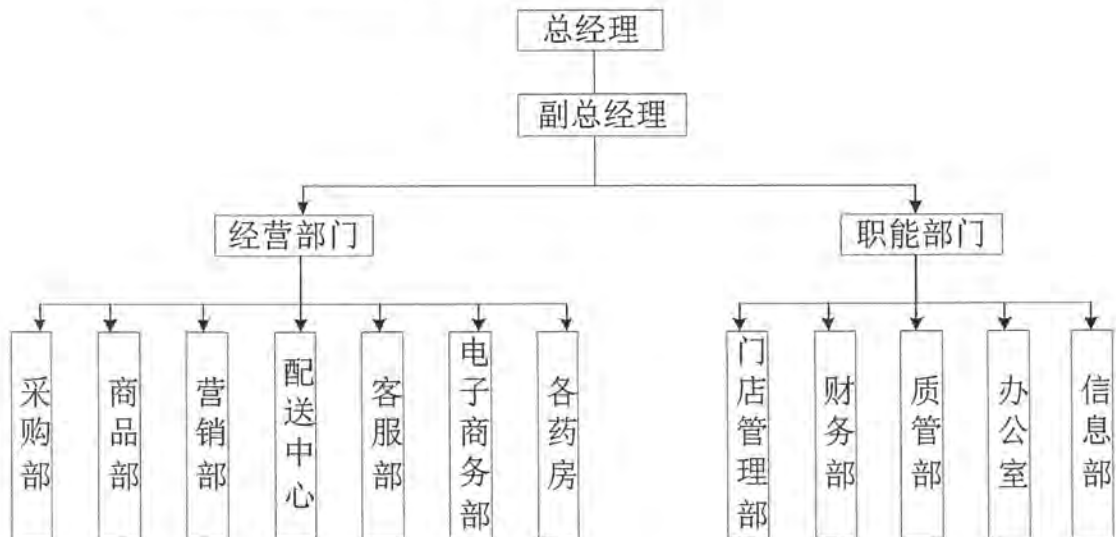 总经理
副总经理
经营部门
职能部门
采购部
商品部
营销部
配送中心
客服部
电子商务部
各药房
门店管理部
财务部
质管部
办公室
信息部